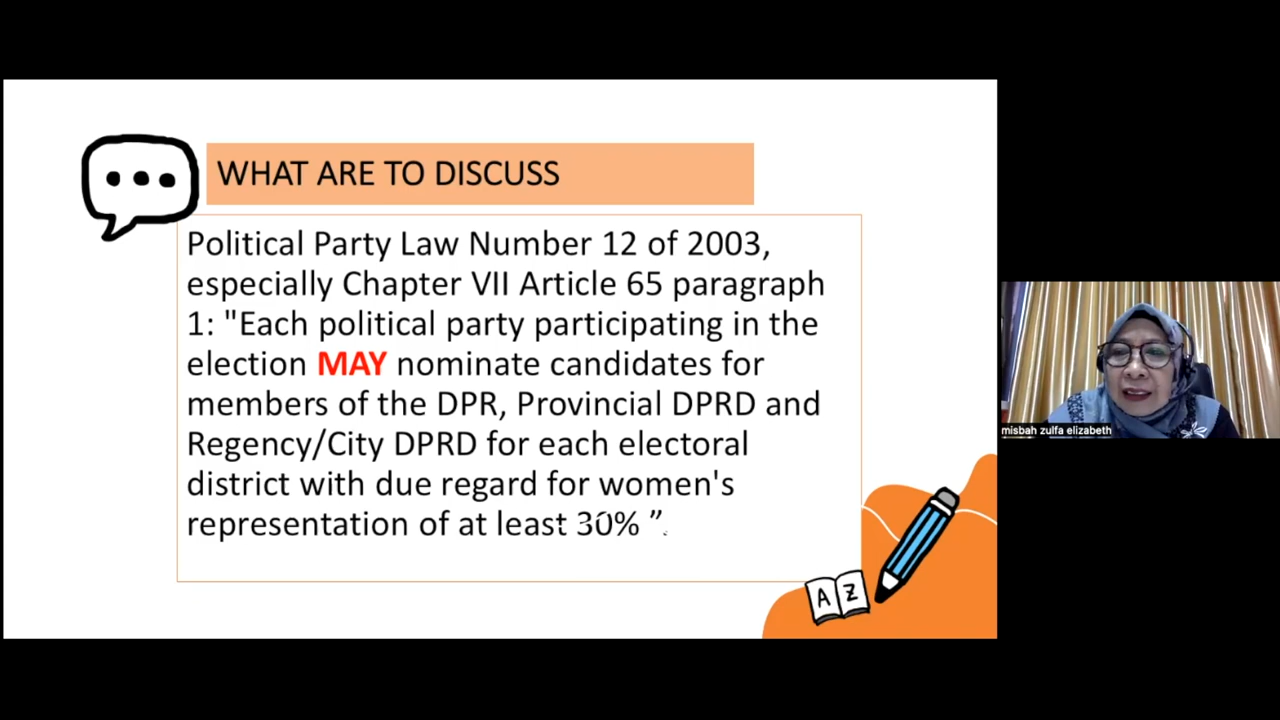 WHAT ARE TO DISCUSS
Political Party Law Number 12 of 2003,
especially Chapter VII Article 65 paragraph
1: "Each political party participating in the
election MAY nominate candidates for
members of the DPR, Provincial DPRD and
Regency/City DPRD for each electoral
district with due regard for women's
representation of at least 30% ”.
A Z
misbah zulfa elizabeth